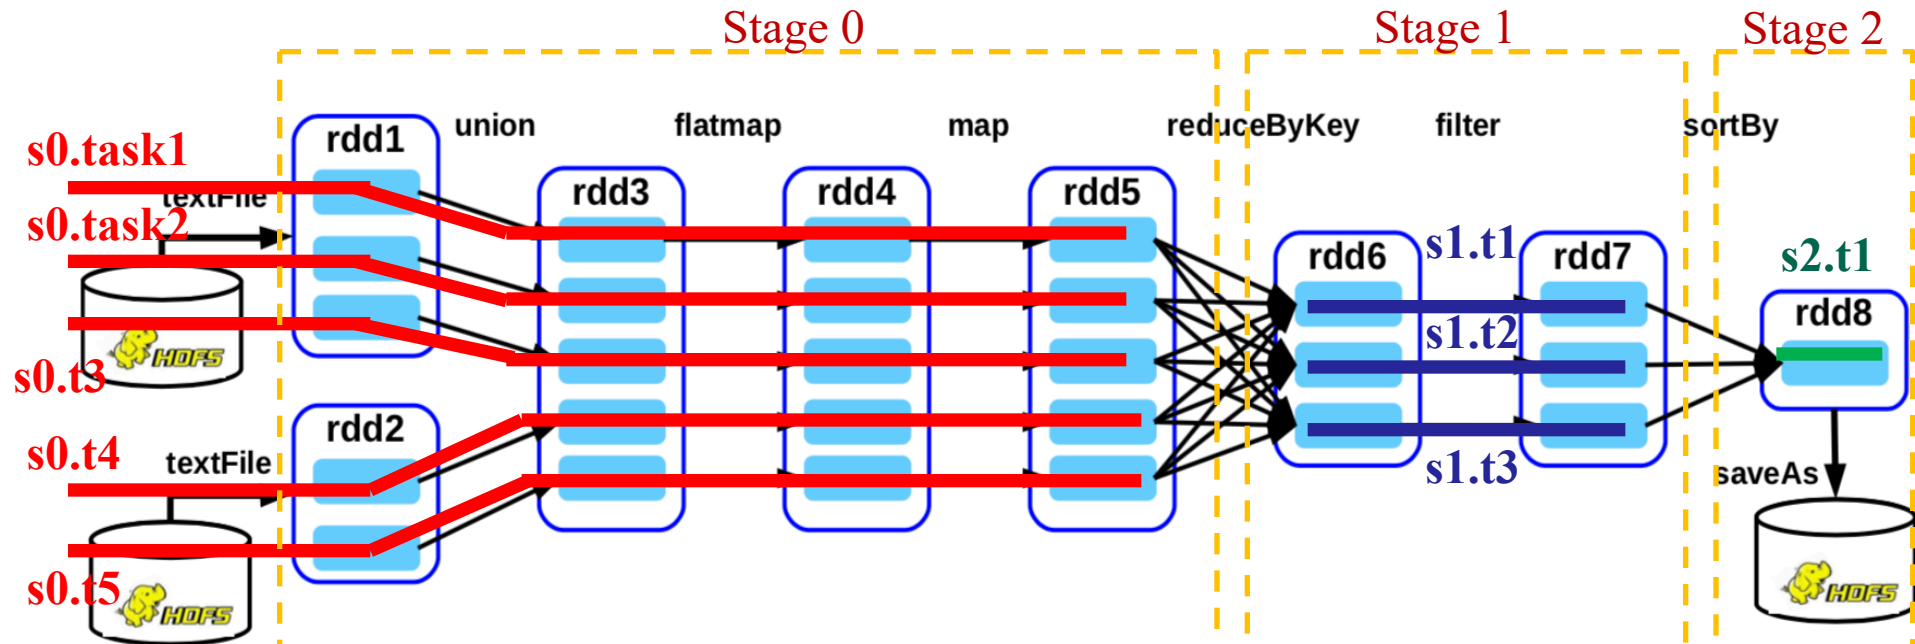 Stage 0
Stage 1
Stage 2
union
flatmap
map
reduceByKey
filter
sortBy
s0.task1
textFile
s0.task2
s0.t3
s0.t4
textFile
s0.t5
rdd1
rdd2
rdd3
rdd4
rdd5
rdd6
s1.t1
s1.t2
s1.t3
rdd7
s2.t1
rdd8
saveAs
HDFS
HDFS
HDFS